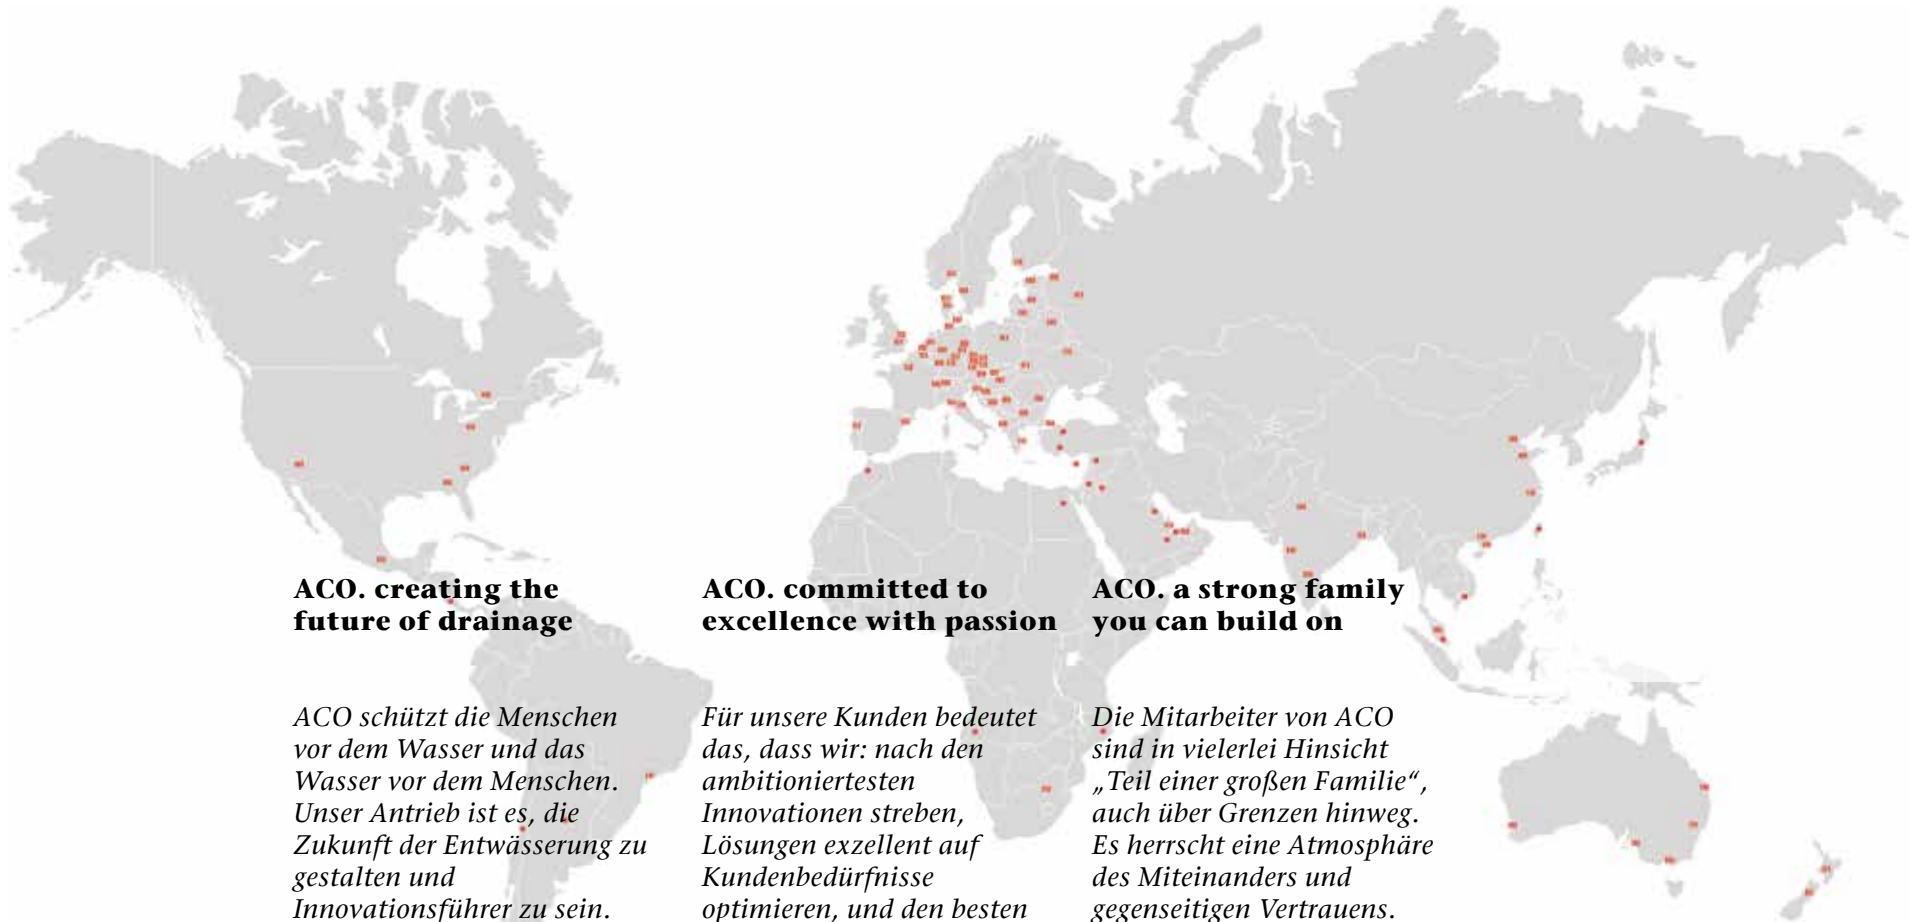 ACO. creating the
future of drainage
ACO schützt die Menschen
vor dem Wasser und das
Wasser vor dem Menschen.
Unser Antrieb ist es, die
Zukunft der Entwässerung zu
gestalten und
Innovationsführer zu sein.
ACO. committed to
excellence with passion
Für unsere Kunden bedeutet
das, dass wir: nach den
ambitioniertesten
Innovationen streben,
Lösungen exzellent auf
Kundenbedürfnisse
optimieren, und den besten
ACO. a strong family
you can build on
Die Mitarbeiter von ACO
sind in vielerlei Hinsicht
„Teil einer großen Familie“,
auch über Grenzen hinweg.
Es herrscht eine Atmosphäre
des Miteinanders und
gegenseitigen Vertrauens.